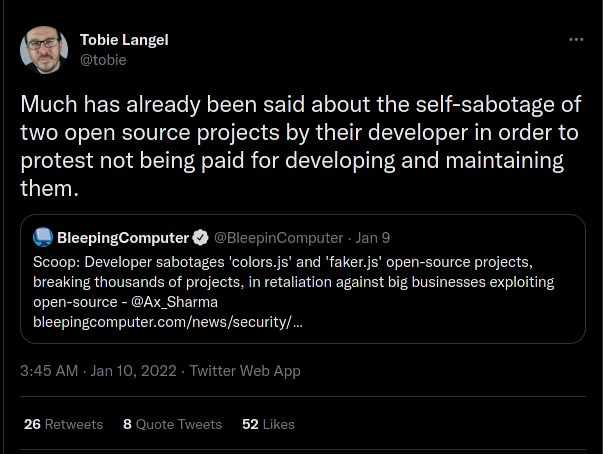 Tobie Langel
@tobie
Much has already been said about the self-sabotage of
two open source projects by their developer in order to
protest not being paid for developing and maintaining
them.
BleepingComputer @BleepinComputer · Jan 9
Scoop: Developer sabotages 'colors.js' and 'faker.js' open-source projects,
breaking thousands of projects, in retaliation against big businesses exploiting
open-source - @Ax_Sharma
bleepingcomputer.com/news/security/…
3:45 AM · Jan 10, 2022 · Twitter Web App
26 Retweets 8 Quote Tweets 52 Likes